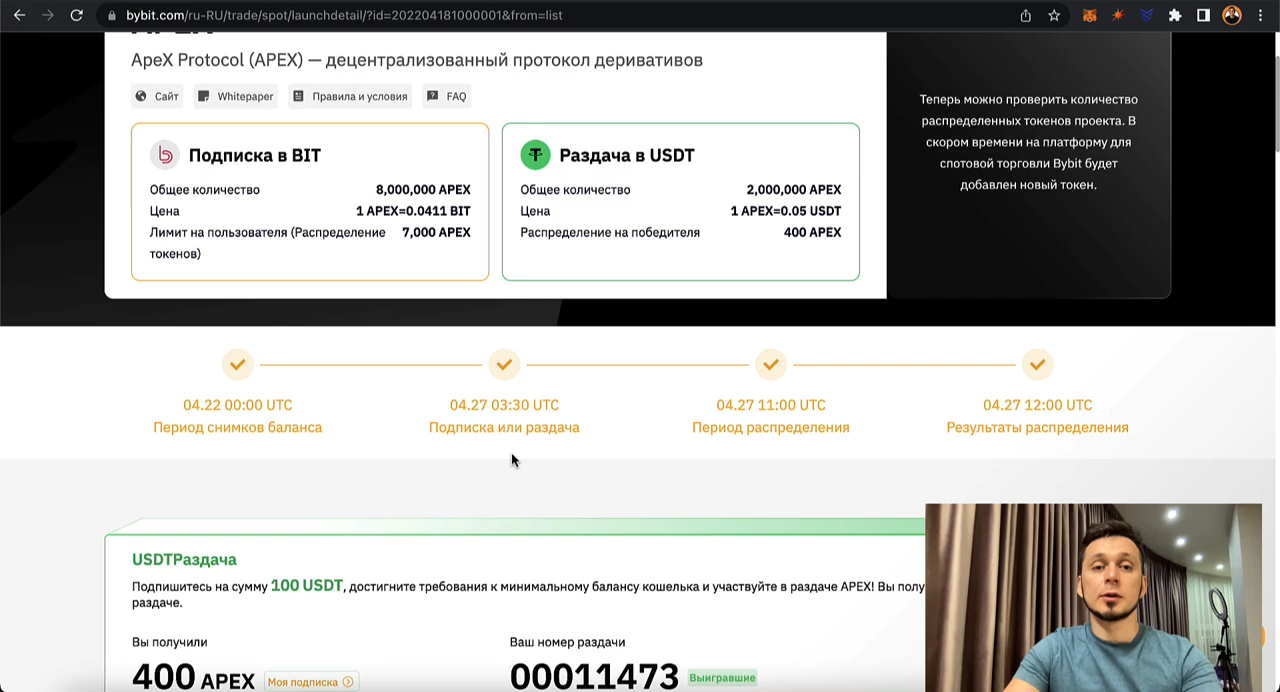 bybit.com/ru-RU/trade/spot/launchdetail/?id=202204181000001&from=list
ApeX Protocol (APEX) — децентрализованный протокол деривативов
Сайт
Whitepaper
Правила и условия
FAQ
Подписка в BIT
Общее количество 8,000,000 APEX
Цена 1 APEX=0.0411 BIT
Лимит на пользователя (Распределение 7,000 APEX
токенов)
Раздача в USDT
Общее количество 2,000,000 APEX
Цена 1 APEX=0.05 USDT
Распределение на победителя 400 APEX
Теперь можно проверить количество
распределенных токенов проекта. В
скором времени на платформу для
спотовой торговли Bybit будет
добавлен новый токен.
04.22 00:00 UTC
Период снимков баланса
04.27 03:30 UTC
Подписка или раздача
04.27 11:00 UTC
Период распределения
04.27 12:00 UTC
Результаты распределения
USDTРаздача
Подпишитесь на сумму 100 USDT, достигните требования к минимальному балансу кошелька и участвуйте в раздаче APEX! Вы полу
раздаче.
Вы получили
400 APEX Моя подписка
Ваш номер раздачи
00011473 Выигравшие